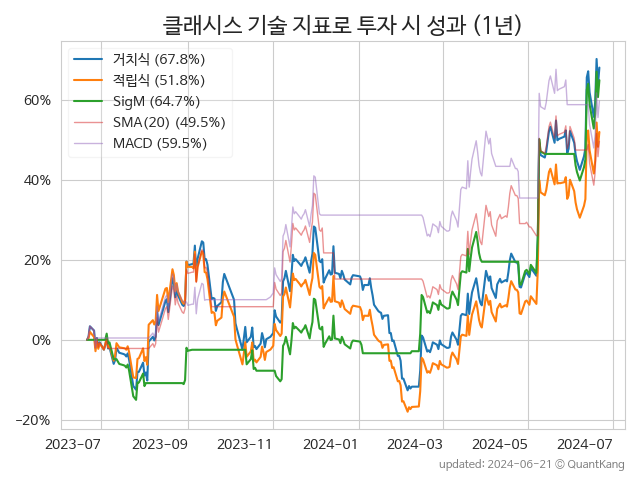 클래시스 기술 지표로 투자 시 성과 (1년)
거치식 (67.8%)
적립식 (51.8%)
SigM (64.7%)
SMA(20) (49.5%)
MACD (59.5%)
60%
40%
20%
0%
−20%
2023-07
2023-09
2023-11
2024-01
2024-03
2024-05
2024-07
updated: 2024-06-21 © QuantKang